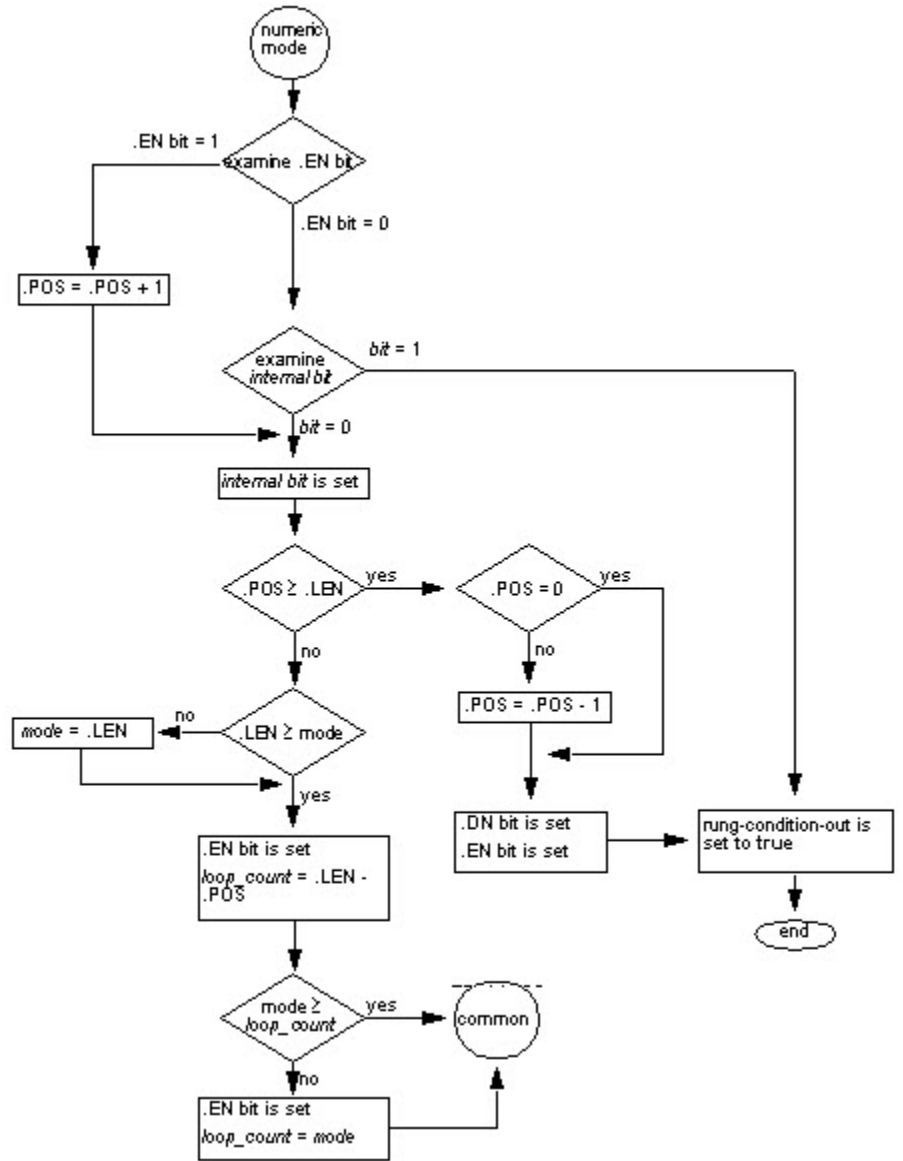 numeric
mode
.EN bit = 1
examine .EN bit
.EN bit = 0
.POS = .POS + 1
examine
internal bit
bit = 1
bit = 0
internal bit is set
.POS ≥ .LEN
yes
.POS = 0
yes
no
no
.POS = .POS - 1
mode = .LEN
no
.LEN ≥ mode
yes
.EN bit is set
loop_count = .LEN -
.POS
.DN bit is set
.EN bit is set
rung-condition-out is
set to true
end
mode ≥
loop_count
yes
common
no
.EN bit is set
loop_count = mode